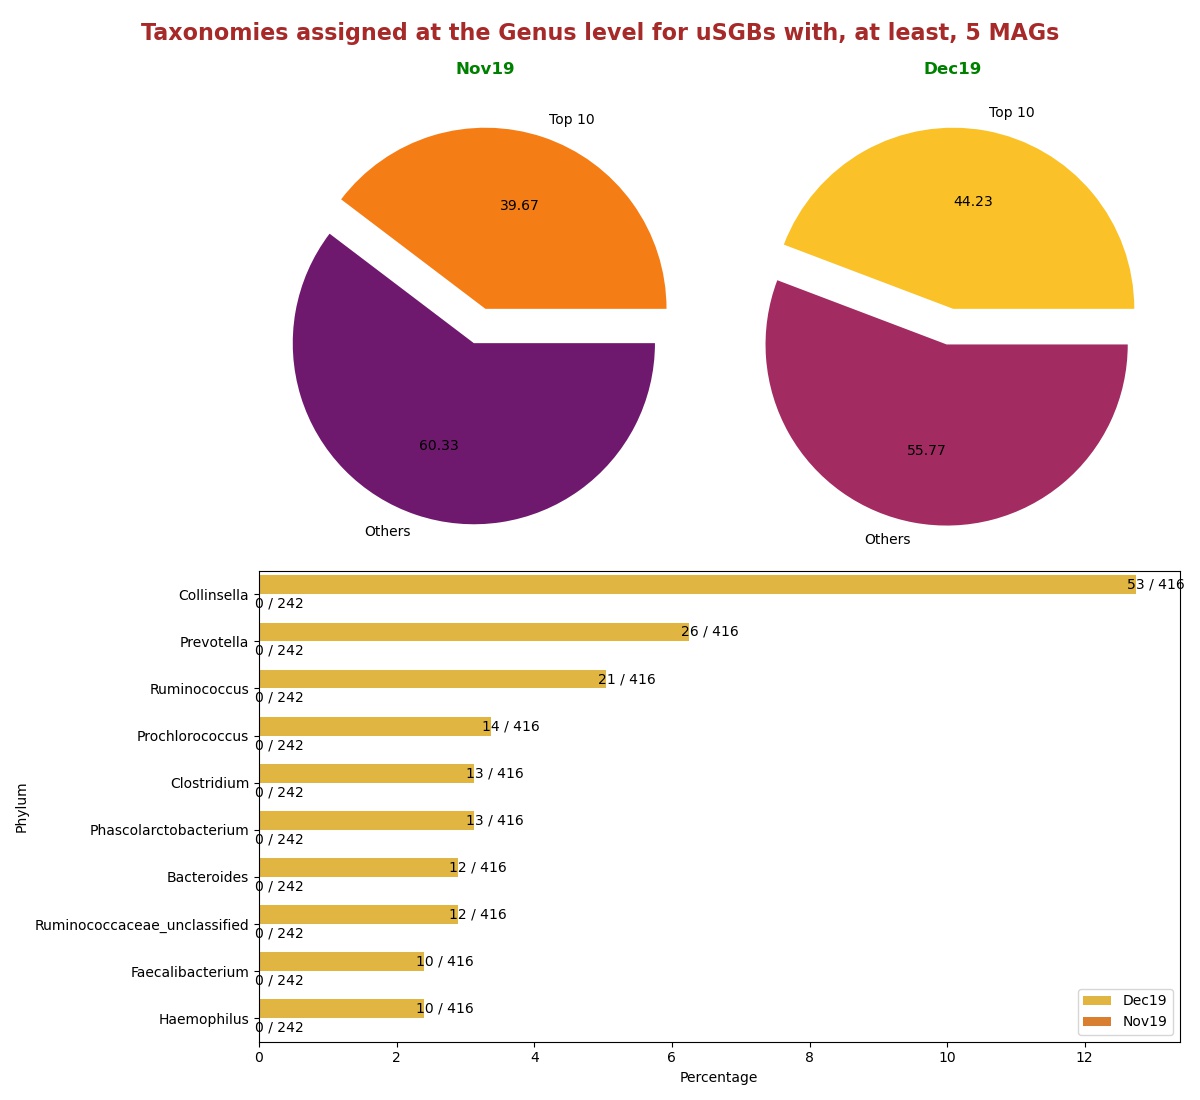 Taxonomies assigned at the Genus level for uSGBs with, at least, 5 MAGs
Nov19
Dec19
Top 10
39.67
60.33
Others
Top 10
44.23
55.77
Others
Phylum
Collinsella
53 / 416
0 / 242
Prevotella
26 / 416
0 / 242
Ruminococcus
21 / 416
0 / 242
Prochlorococcus
14 / 416
0 / 242
Clostridium
13 / 416
0 / 242
Phascolarctobacterium
13 / 416
0 / 242
Bacteroides
12 / 416
0 / 242
Ruminococcaceae_unclassified
12 / 416
0 / 242
Faecalibacterium
10 / 416
0 / 242
Haemophilus
10 / 416
0 / 242
Dec19
Nov19
0 2 4 6 8 10 12
Percentage